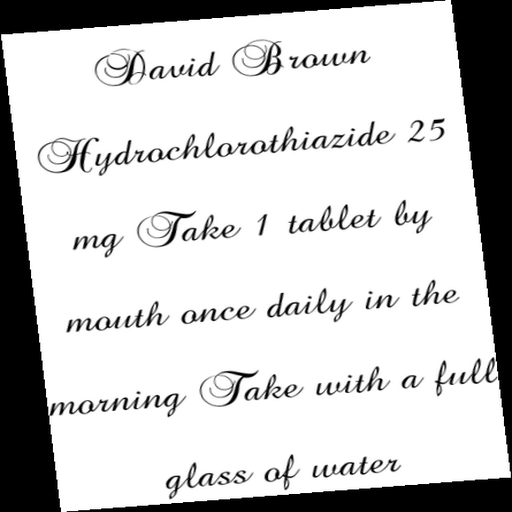 David Brown
Hydrochlorothiazide 25
mg Take 1 tablet by
mouth once daily in the
morning Take with a full
glass of water